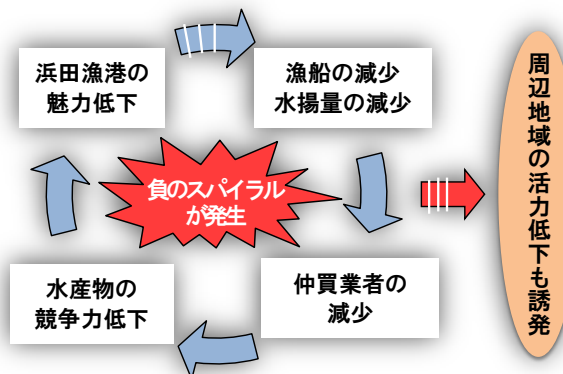 浜田漁港の
魅力低下
漁船の減少
水揚量の減少
負のスパイラル
が発生
水産物の
競争力低下
仲買業者の
減少
周辺地域の活力低下も誘発